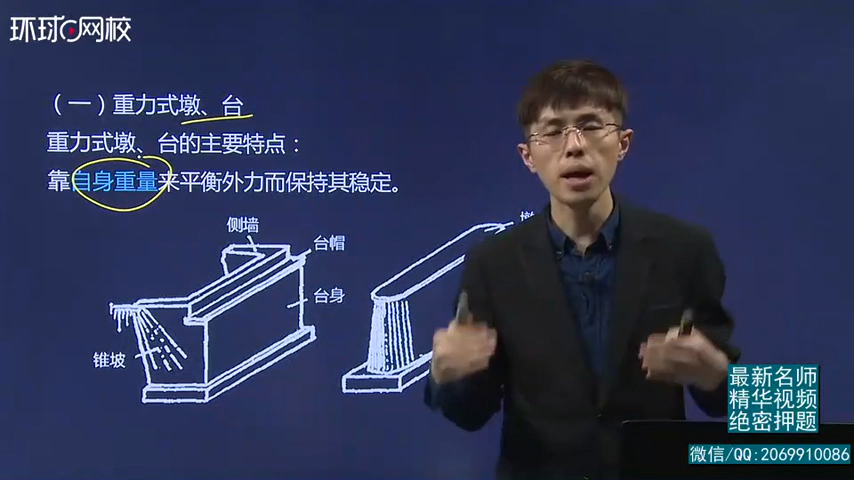 环球网校
（一）重力式墩、台
重力式墩、台的主要特点：
靠自身重量来平衡外力而保持其稳定。
侧墙
台帽
台身
锥坡
最新名师
精华视频
绝密押题
微信/QQ:2069910086